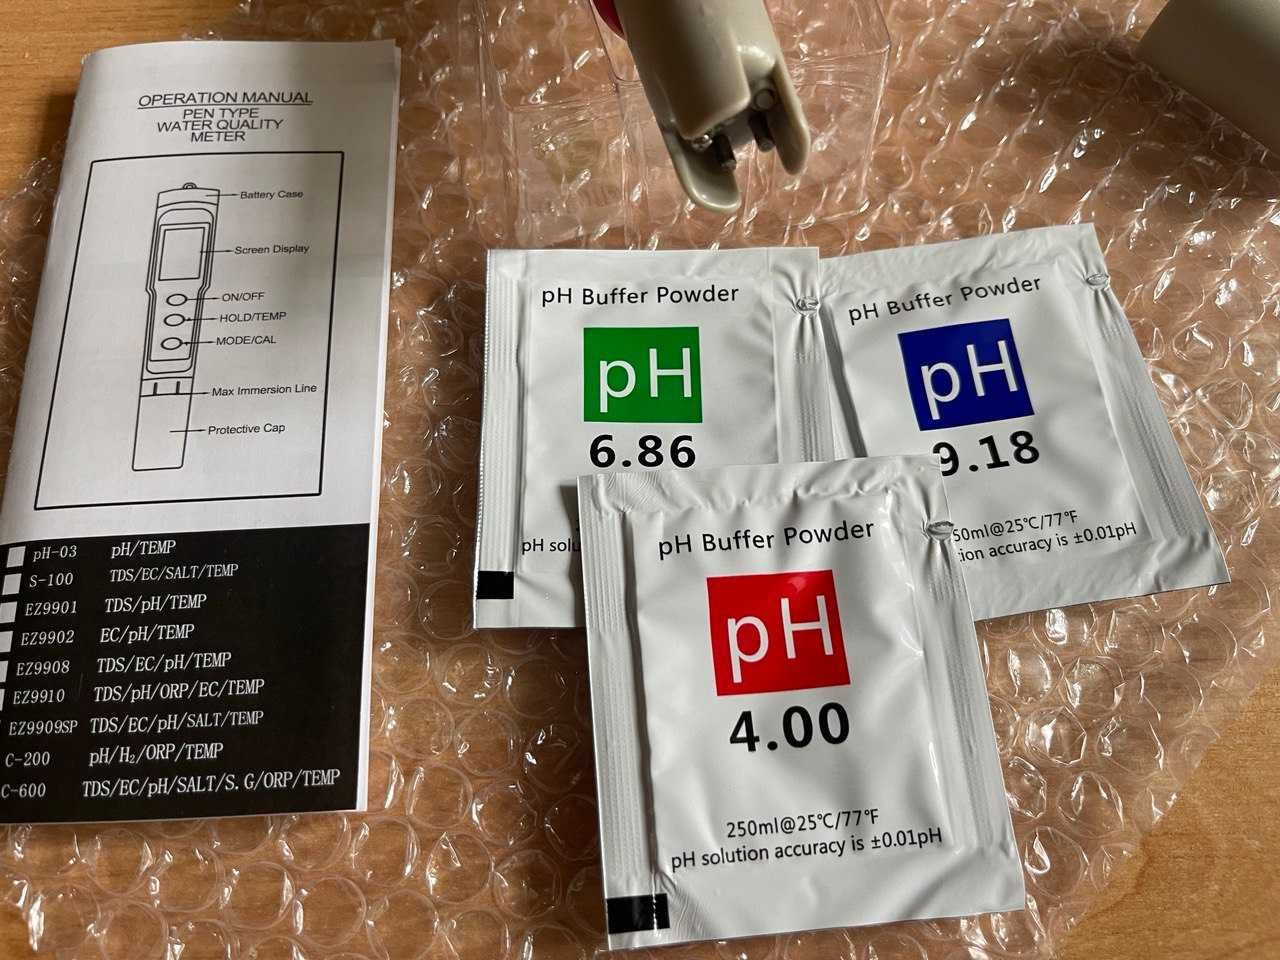 OPERATION MANUAL
PEN TYPE
WATER QUALITY
METER
Battery Case
Screen Display
ON/OFF
HOLD/TEMP
MODE/CAL
Max Immersion Line
Protective Cap
pH-03 pH/TEMP
S-100 TDS/EC/SALT/TEMP
EZ9901 TDS/pH/TEMP
EZ9902 EC/pH/TEMP
EZ9908 TDS/EC/pH/TEMP
EZ9910 TDS/pH/ORP/EC/TEMP
EZ9909SP TDS/EC/pH/SALT/TEMP
C-200 pH/H₂/ORP/TEMP
C-600 TDS/EC/pH/SALT/S.G/ORP/TEMP
pH Buffer Powder
pH
6.86
pH
pH Buffer Powder
pH
9.18
50ml@25℃/77℉
accuracy is ±0.01pH
pH Buffer Powder
pH
4.00
250ml@25℃/77℉
pH solution accuracy is ±0.01pH